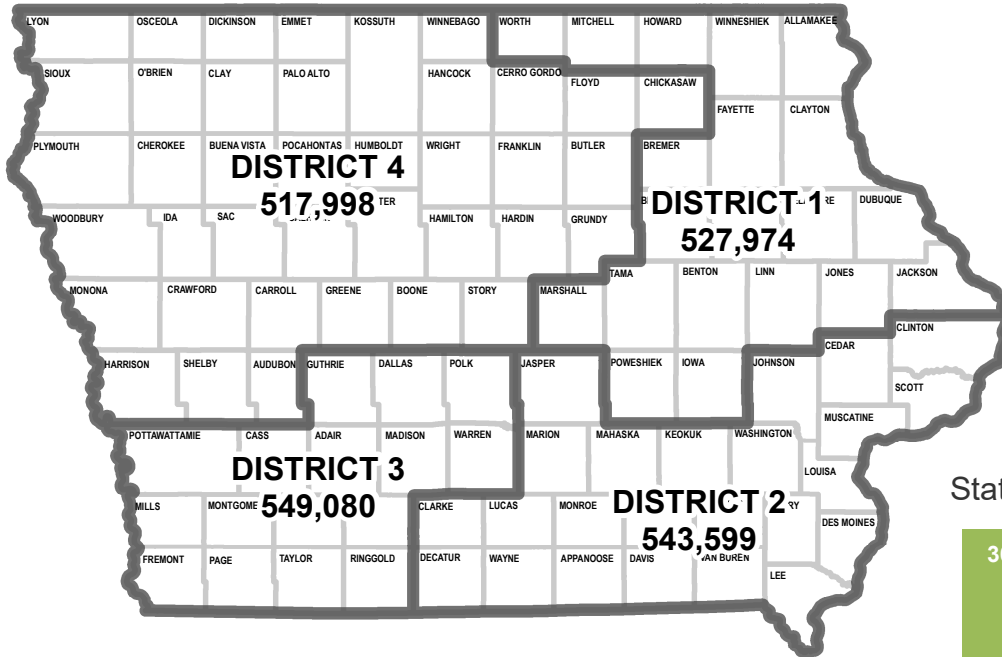 LYON OSCEOLA DICKINSON EMMET KOSSUTH WINNEBAGO WORTH MITCHELL HOWARD WINNESHIEK ALLAMAKEE
SIOUX O'BRIEN CLAY PALO ALTO HANCOCK CERRO GORDO FLOYD CHICKASAW
FAYETTE CLAYTON
PLYMOUTH CHEROKEE BUENA VISTA POCAHONTAS HUMBOLDT WRIGHT FRANKLIN BUTLER BREMER
DISTRICT 4
517,998
DISTRICT 1
527,974
DUBUQUE
WOODBURY IDA SAC HAMILTON HARDIN GRUNDY
TAMA BENTON LINN JONES JACKSON
MONONA CRAWFORD CARROLL GREENE BOONE STORY MARSHALL
CLINTON
CEDAR
HARRISON SHELBY AUDUBON GUTHRIE DALLAS POLK JASPER POWESHIEK IOWA JOHNSON
SCOTT
MUSCATINE
POTTAWATTAMIE CASS ADAIR MADISON WARREN MARION MAHASKA KEOKUK WASHINGTON
LOUISA
DISTRICT 3
549,080
DISTRICT 2
543,599
Stat
MILLS MONTGOME CLARKE LUCAS MONROE RY
DES MOINES
FREMONT PAGE TAYLOR RINGGOLD DECATUR WAYNE APPANOOSE DAVIS VAN BUREN
LEE